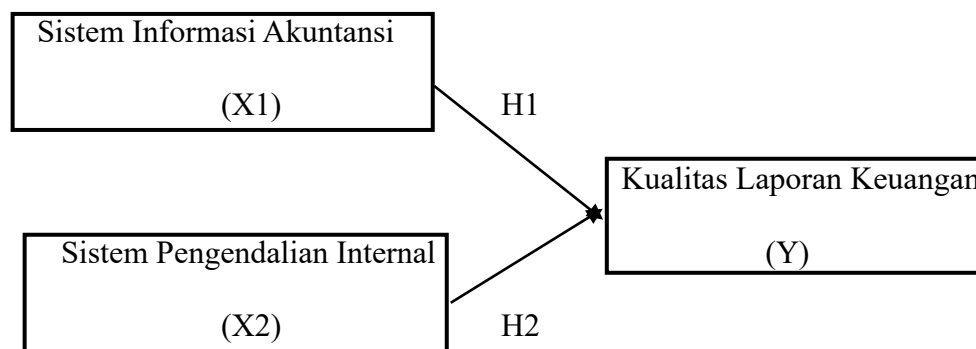 Sistem Informasi Akuntansi
(X1)
H1
Kualitas Laporan Keuangan
(Y)
Sistem Pengendalian Internal
(X2)
H2